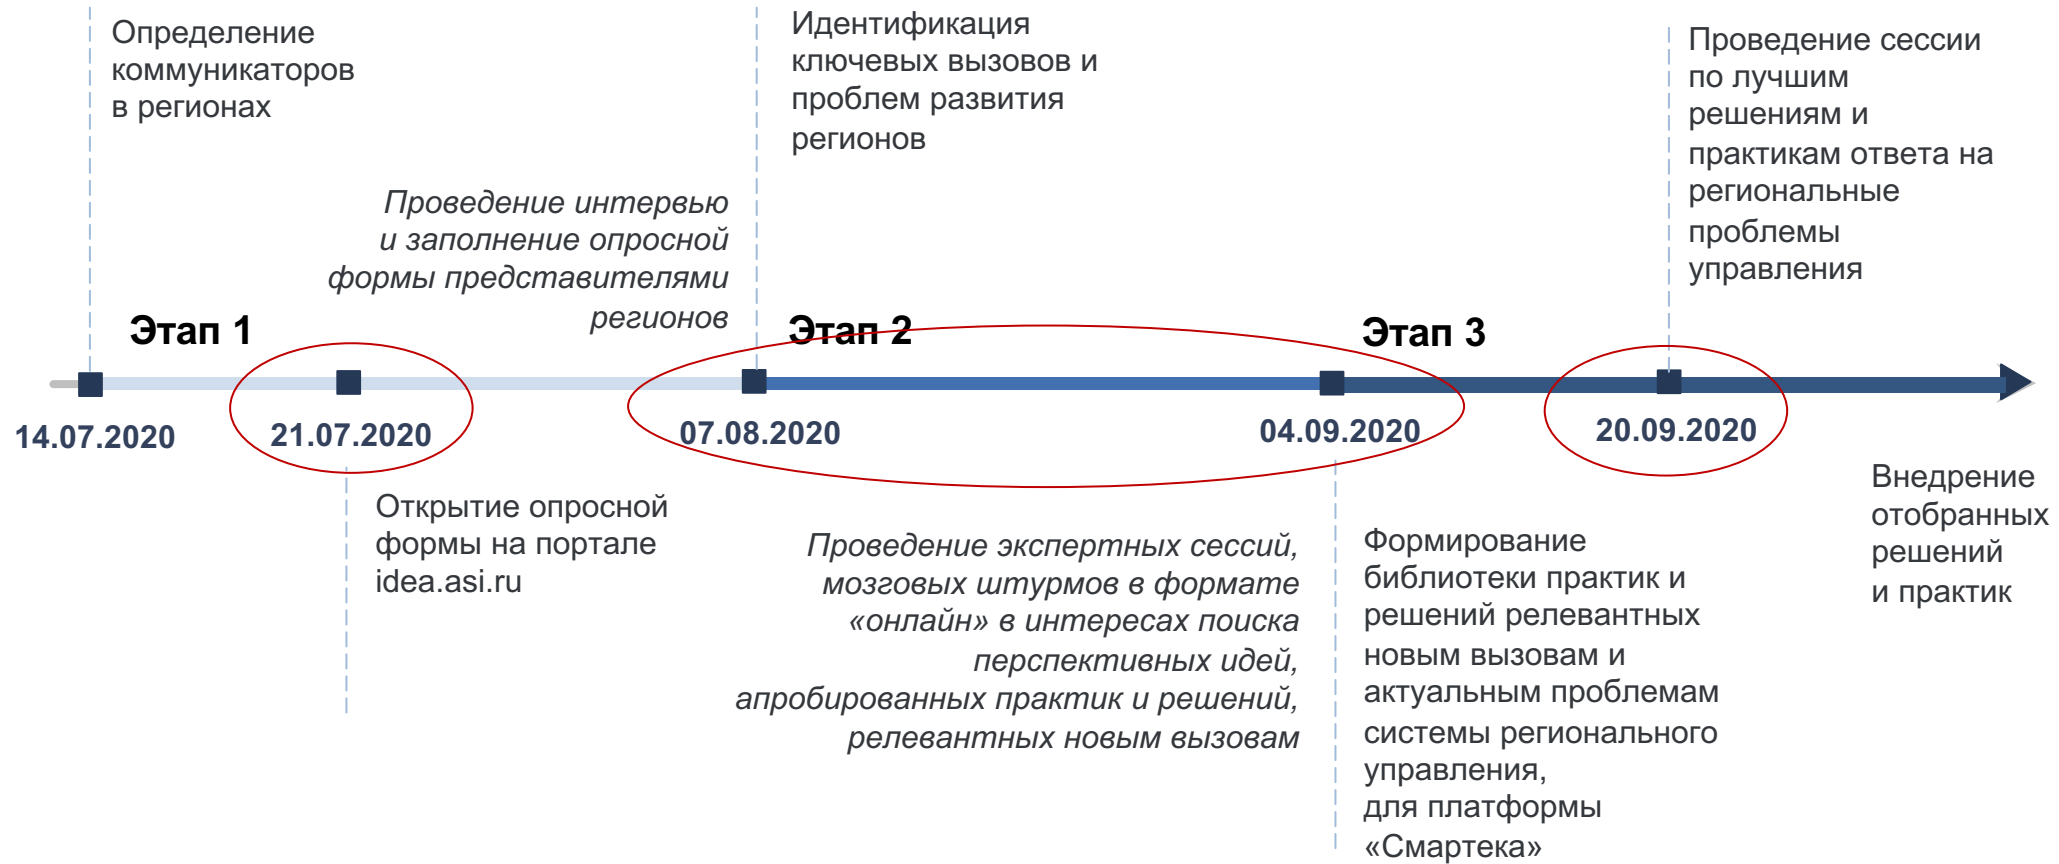 Определение
коммуникаторов
в регионах
Идентификация
ключевых вызовов и
проблем развития
регионов
Проведение сессии
по лучшим
решениям и
практикам ответа на
региональные
проблемы
управления
Проведение интервью
и заполнение опросной
формы представителями
регионов
Этап 1
Этап 2
Этап 3
14.07.2020
21.07.2020
07.08.2020
04.09.2020
20.09.2020
Открытие опросной
формы на портале
idea.asi.ru
Проведение экспертных сессий,
мозговых штурмов в формате
«онлайн» в интересах поиска
перспективных идей,
апробированных практик и решений,
релевантных новым вызовам
Формирование
библиотеки практик и
решений релевантных
новым вызовам и
актуальным проблемам
системы регионального
управления,
для платформы
«Смартека»
Внедрение
отобранных
решений
и практик